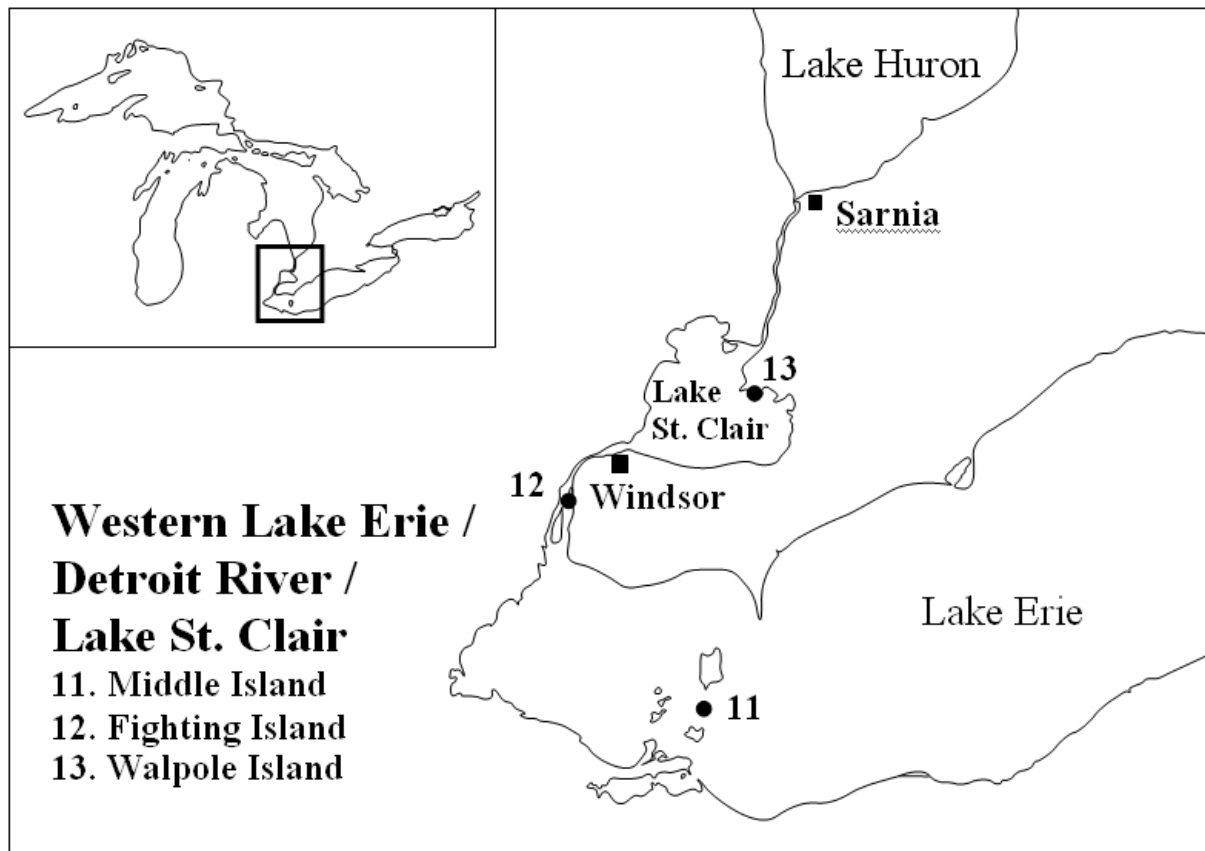 Lake Huron
Sarnia
13
Lake
St. Clair
12
Windsor
Western Lake Erie /
Detroit River /
Lake St. Clair
11. Middle Island
12. Fighting Island
13. Walpole Island
Lake Erie
11